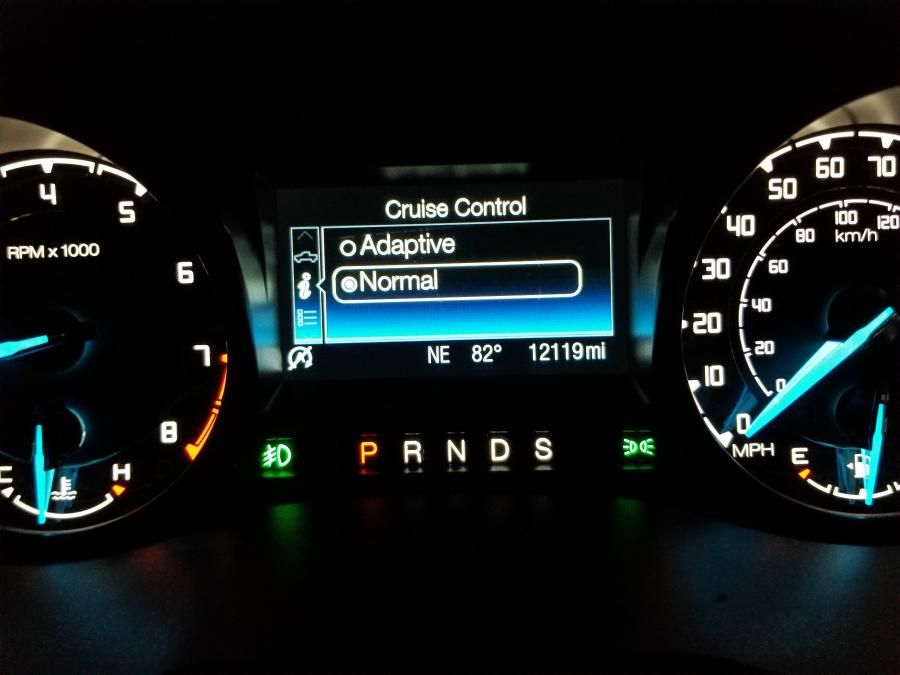 Cruise Control
Adaptive
Normal
NE 82° 12119mi
P R N D S
RPM x 1000
4
5
6
7
8
C H
70
60
50
40
30
20
10
0
MPH
120
100
80
60
40
20
0
km/h
E